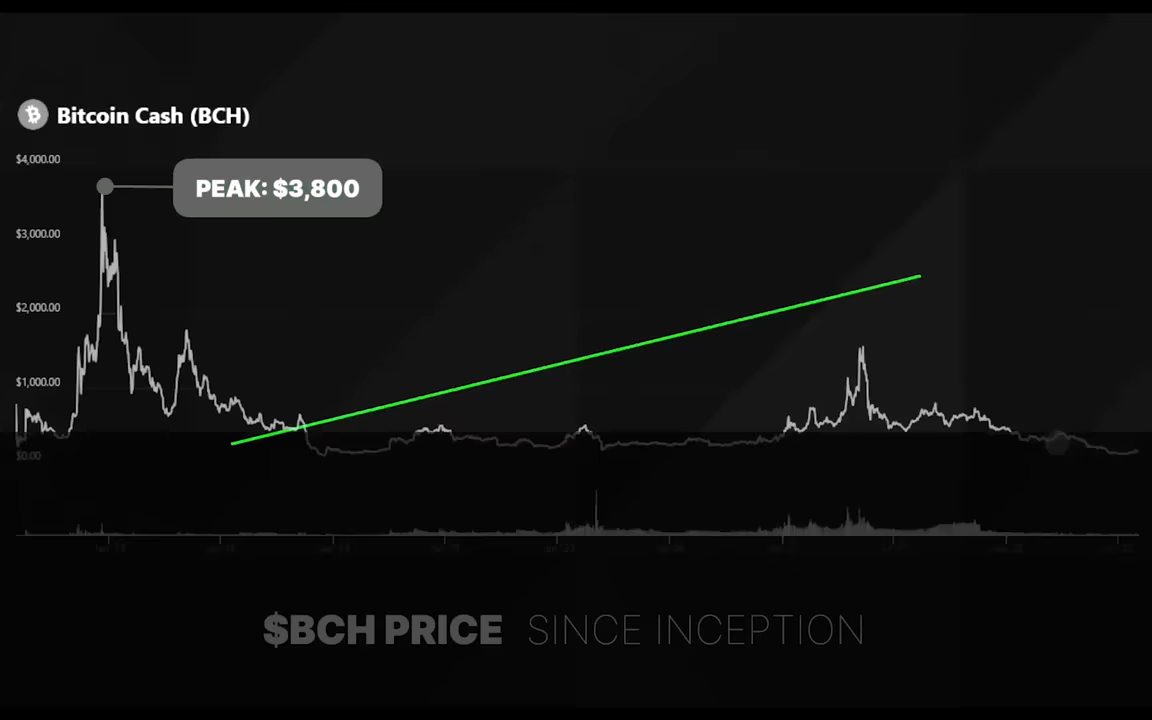 Bitcoin Cash (BCH)
$4,000.00
PEAK: $3,800
$3,000.00
$2,000.00
$1,000.00
$0.00
$BCH PRICE SINCE INCEPTION